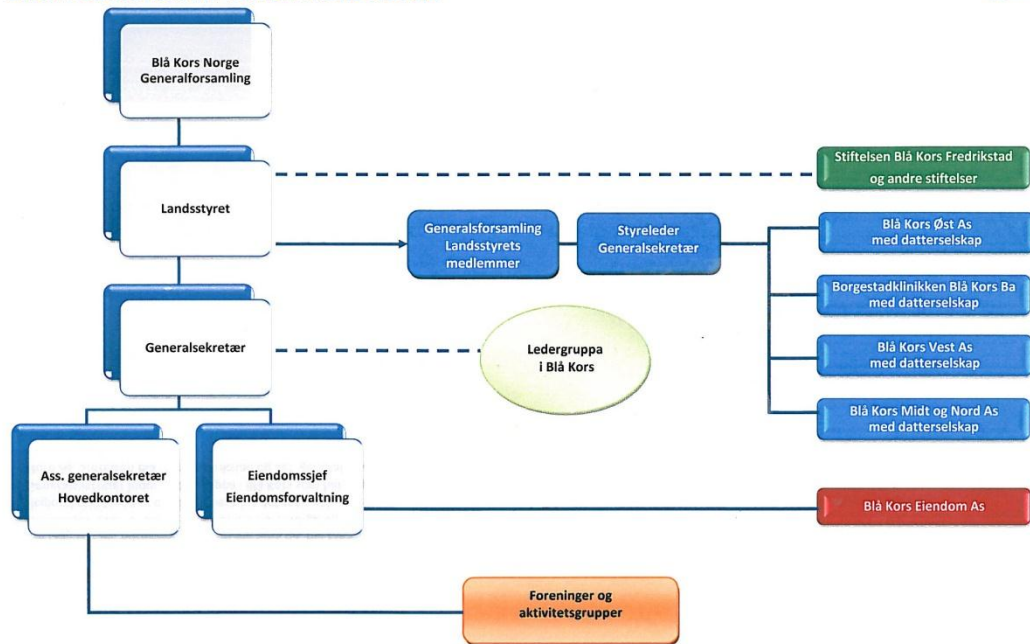 Blå Kors Norge
Generalforsamling
Stiftelsen Blå Kors Fredrikstad
og andre stiftelser
Landsstyret
Generalsforsamling
Landsstyrets
medlemmer
Styreleder
Generalsekretær
Blå Kors Øst As
med datterselskap
Borgestadklinikken Blå Kors Ba
med datterselskap
Generalsekretær
Ledergruppa
i Blå Kors
Blå Kors Vest As
med datterselskap
Blå Kors Midt og Nord As
med datterselskap
Ass. generalsekretær
Hovedkontoret
Eiendomssjef
Eiendomsforvaltning
Blå Kors Eiendom As
Foreninger og
aktivitetsgrupper